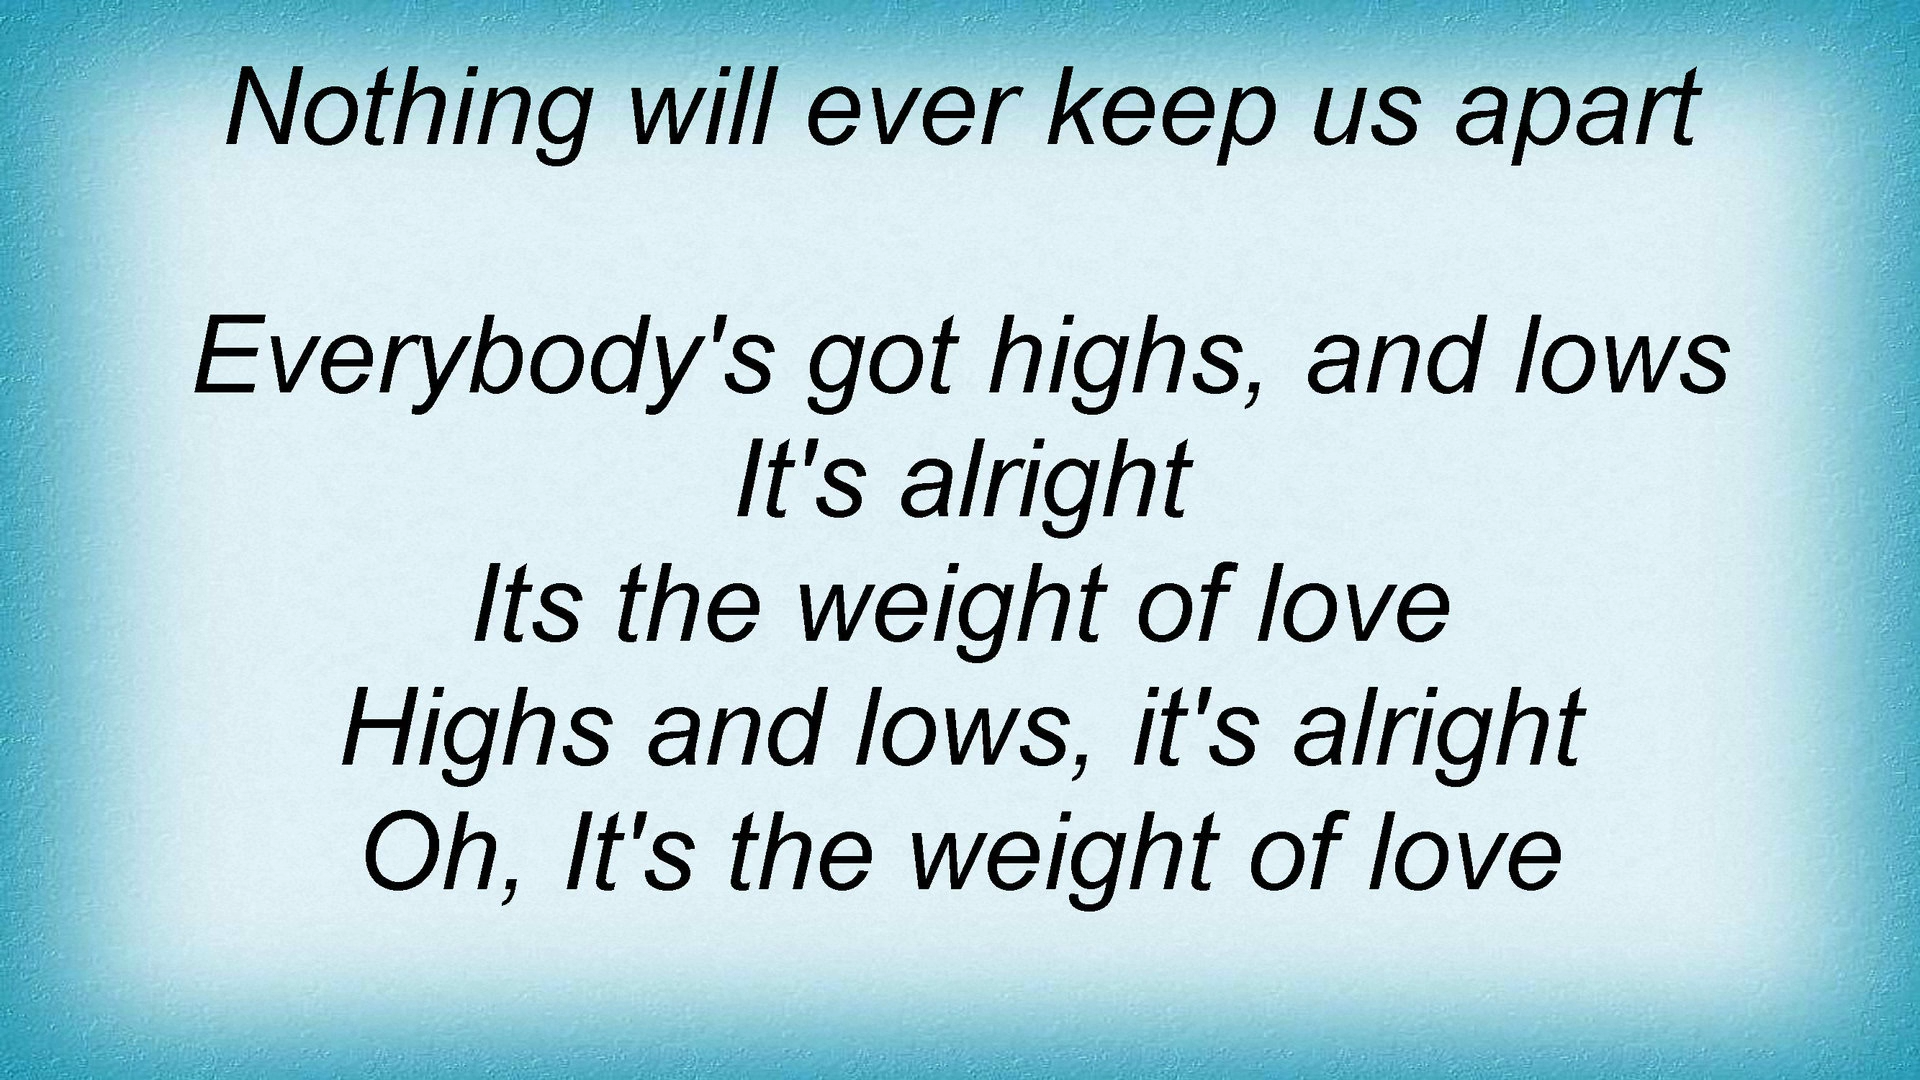 Nothing will ever keep us apart
Everybody's got highs, and lows
It's alright
Its the weight of love
Highs and lows, it's alright
Oh, It's the weight of love